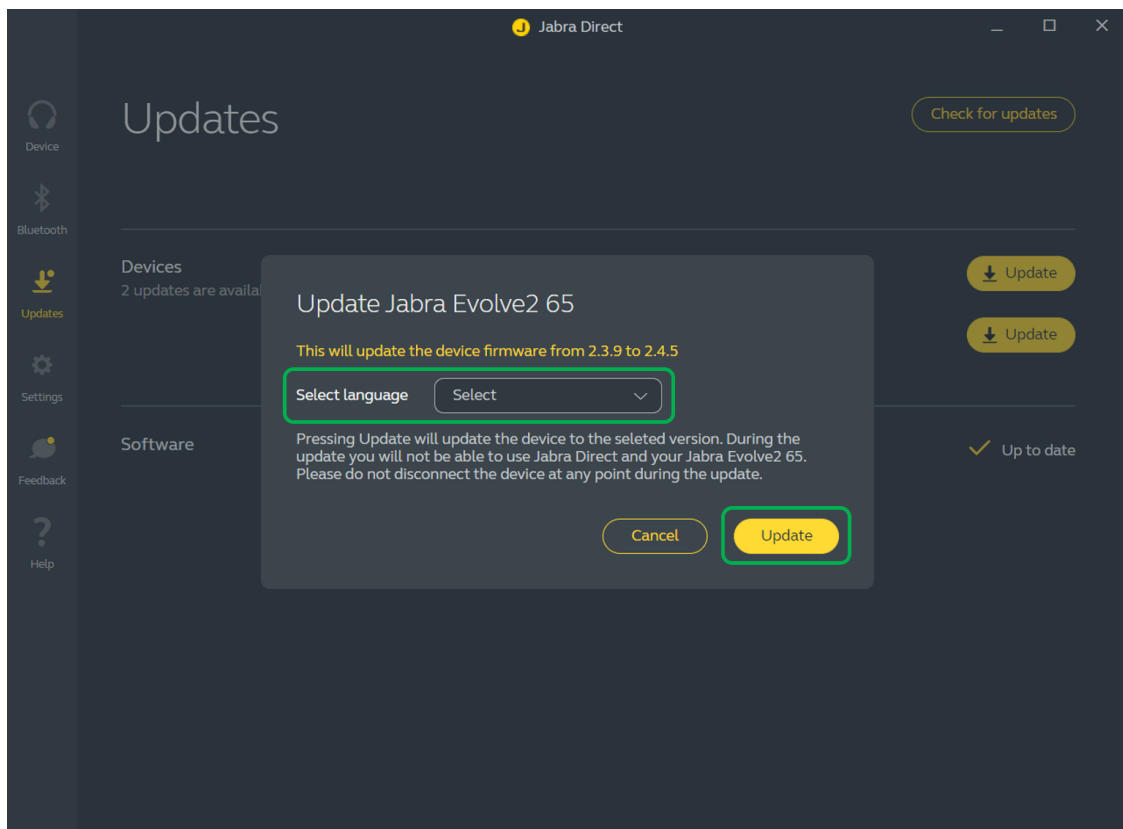 Jabra Direct
Updates
Check for updates
Device
Bluetooth
Updates
Settings
Feedback
Help
Devices
2 updates are availa
Update
Update
Software
Up to date
Update Jabra Evolve2 65
This will update the device firmware from 2.3.9 to 2.4.5
Select language
Select
Pressing Update will update the device to the seleted version. During the
update you will not be able to use Jabra Direct and your Jabra Evolve2 65.
Please do not disconnect the device at any point during the update.
Cancel
Update